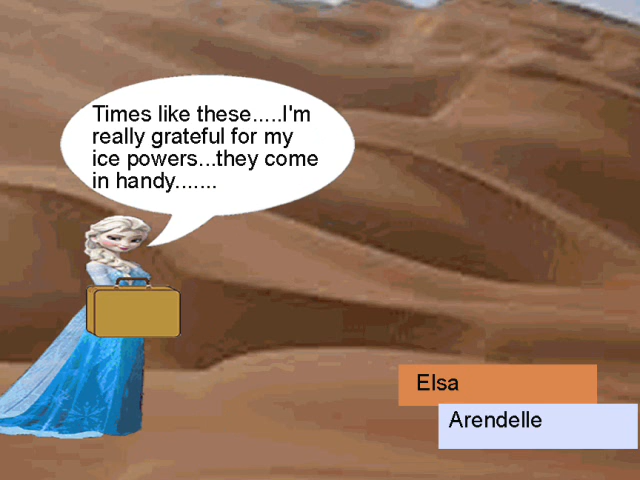 Times like these.....I'm
really grateful for my
ice powers...they come
in handy.......
Elsa
Arendelle